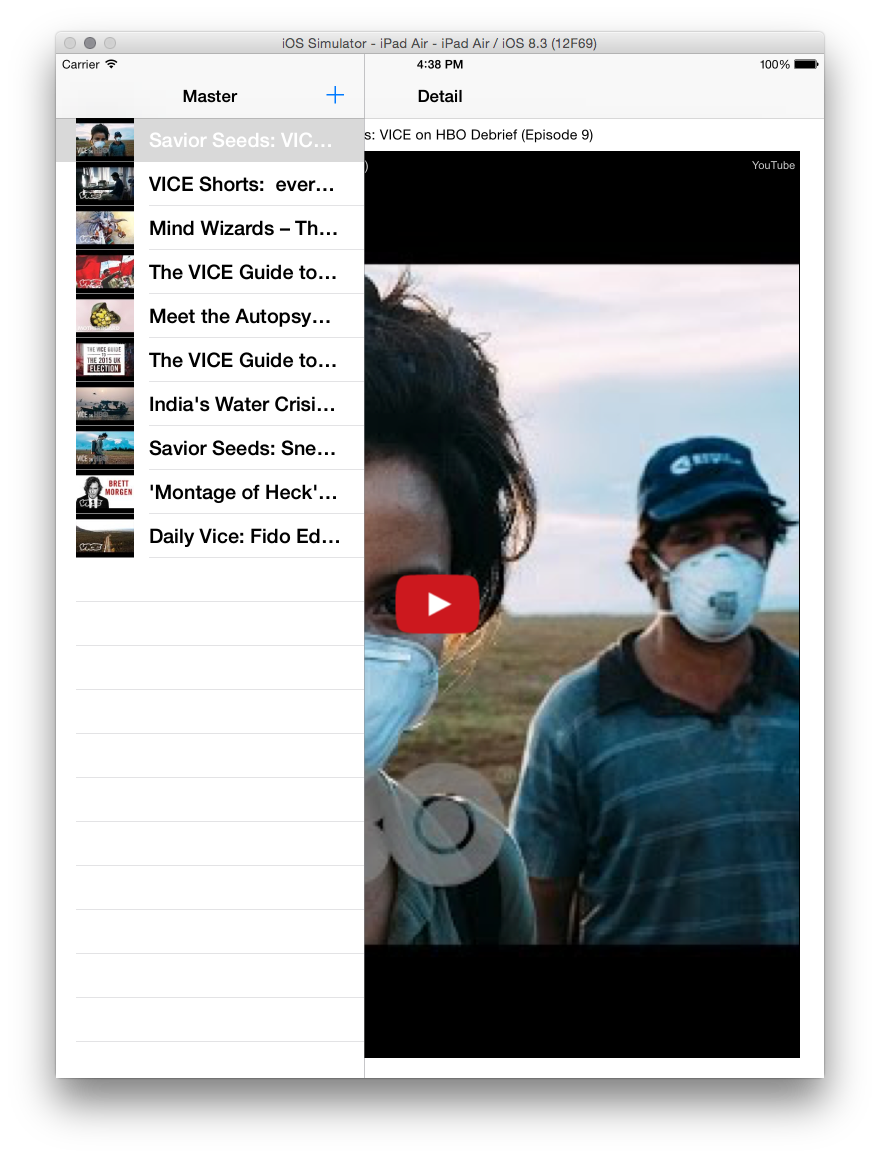 iOS Simulator - iPad Air - iPad Air / iOS 8.3 (12F69)
Carrier 4:38 PM 100%
Master + Detail
Savior Seeds: VIC…
s: VICE on HBO Debrief (Episode 9)
) YouTube
VICE Shorts:  ever…
Mind Wizards – Th…
The VICE Guide to…
Meet the Autopsy…
THE VICE GUIDE
TO
THE 2015 UK
ELECTION
The VICE Guide to…
India's Water Crisi…
Savior Seeds: Sne…
BRETT
MORGEN
'Montage of Heck'…
VICE
Daily Vice: Fido Ed…